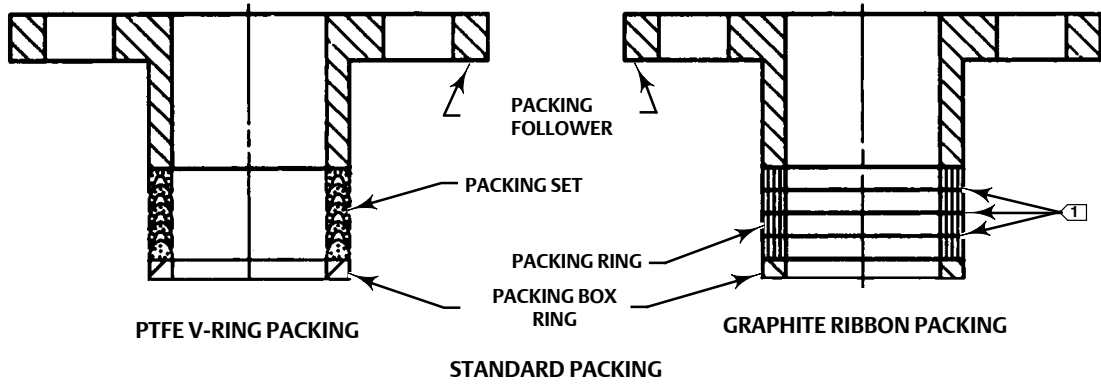 PACKING
FOLLOWER
PACKING SET
1
PACKING RING
PACKING BOX
RING
PTFE V-RING PACKING
GRAPHITE RIBBON PACKING
STANDARD PACKING